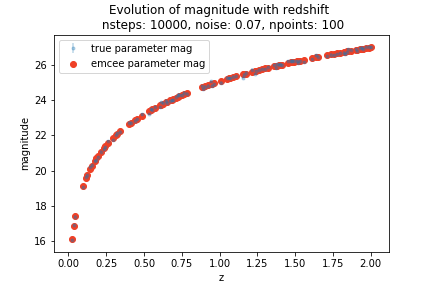 Evolution of magnitude with redshift
nsteps: 10000, noise: 0.07, npoints: 100
true parameter mag
emcee parameter mag
magnitude
26
24
22
20
18
16
0.00 0.25 0.50 0.75 1.00 1.25 1.50 1.75 2.00
z